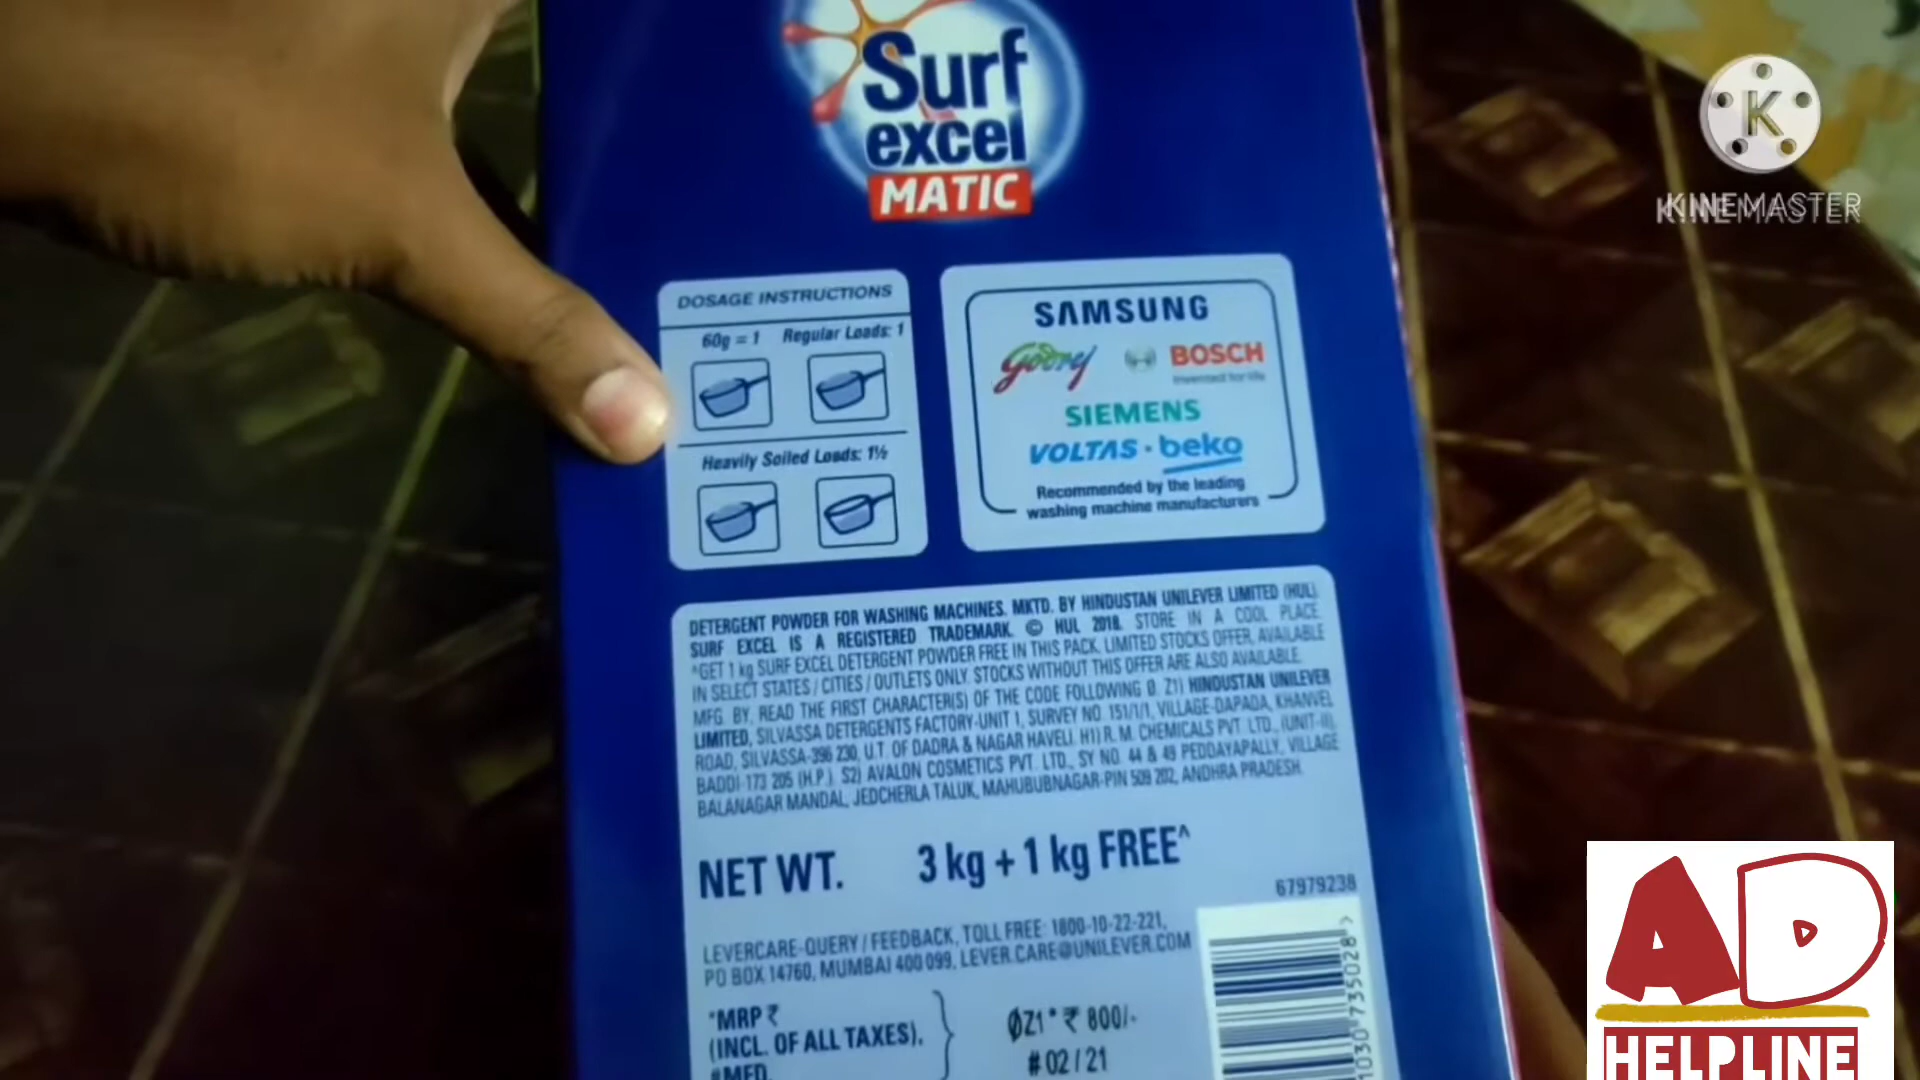 Surf
excel
MATIC
KINEMASTER
DOSAGE INSTRUCTIONS
60g = 1 Regular Loads: 1
Heavily Soiled Loads: 1½
SAMSUNG
Godrej BOSCH
Invented for life
SIEMENS
VOLTAS · beko
Recommended by the leading
washing machine manufacturers
DETERGENT POWDER FOR WASHING MACHINES. MKTD. BY HINDUSTAN UNILEVER LIMITED (HUL).
SURF EXCEL IS A REGISTERED TRADEMARK. © HUL 2018. STORE IN A COOL PLACE.
^GET 1 kg SURF EXCEL DETERGENT POWDER FREE IN THIS PACK. LIMITED STOCKS OFFER, AVAILABLE
IN SELECT STATES / CITIES / OUTLETS ONLY. STOCKS WITHOUT THIS OFFER ARE ALSO AVAILABLE.
MFG. BY, READ THE FIRST CHARACTER(S) OF THE CODE FOLLOWING Ø. Z1) HINDUSTAN UNILEVER
LIMITED, SILVASSA DETERGENTS FACTORY-UNIT I, SURVEY NO. 151/1/1, VILLAGE-DAPADA, KHANVEL
ROAD, SILVASSA-396 230, U.T. OF DADRA & NAGAR HAVELI. H1) R. M. CHEMICALS PVT. LTD., (UNIT-II),
BADDI-173 205 (H.P.). S2) AVALON COSMETICS PVT. LTD., SY NO. 44 & 49 PEDDAYAPALLY, VILLAGE
BALANAGAR MANDAL, JEDCHERLA TALUK, MAHUBUBNAGAR-PIN 509 202, ANDHRA PRADESH.
NET WT. 3 kg + 1 kg FREE^
67979238
LEVERCARE-QUERY / FEEDBACK, TOLL FREE: 1800-10-22-221,
PO BOX 14760, MUMBAI 400 099, LEVER.CARE@UNILEVER.COM
*MRP ₹
(INCL. OF ALL TAXES).
#MFD.
ØZ1* ₹ 800/-
#02/21
1030 735028 >
AD
HELPLINE